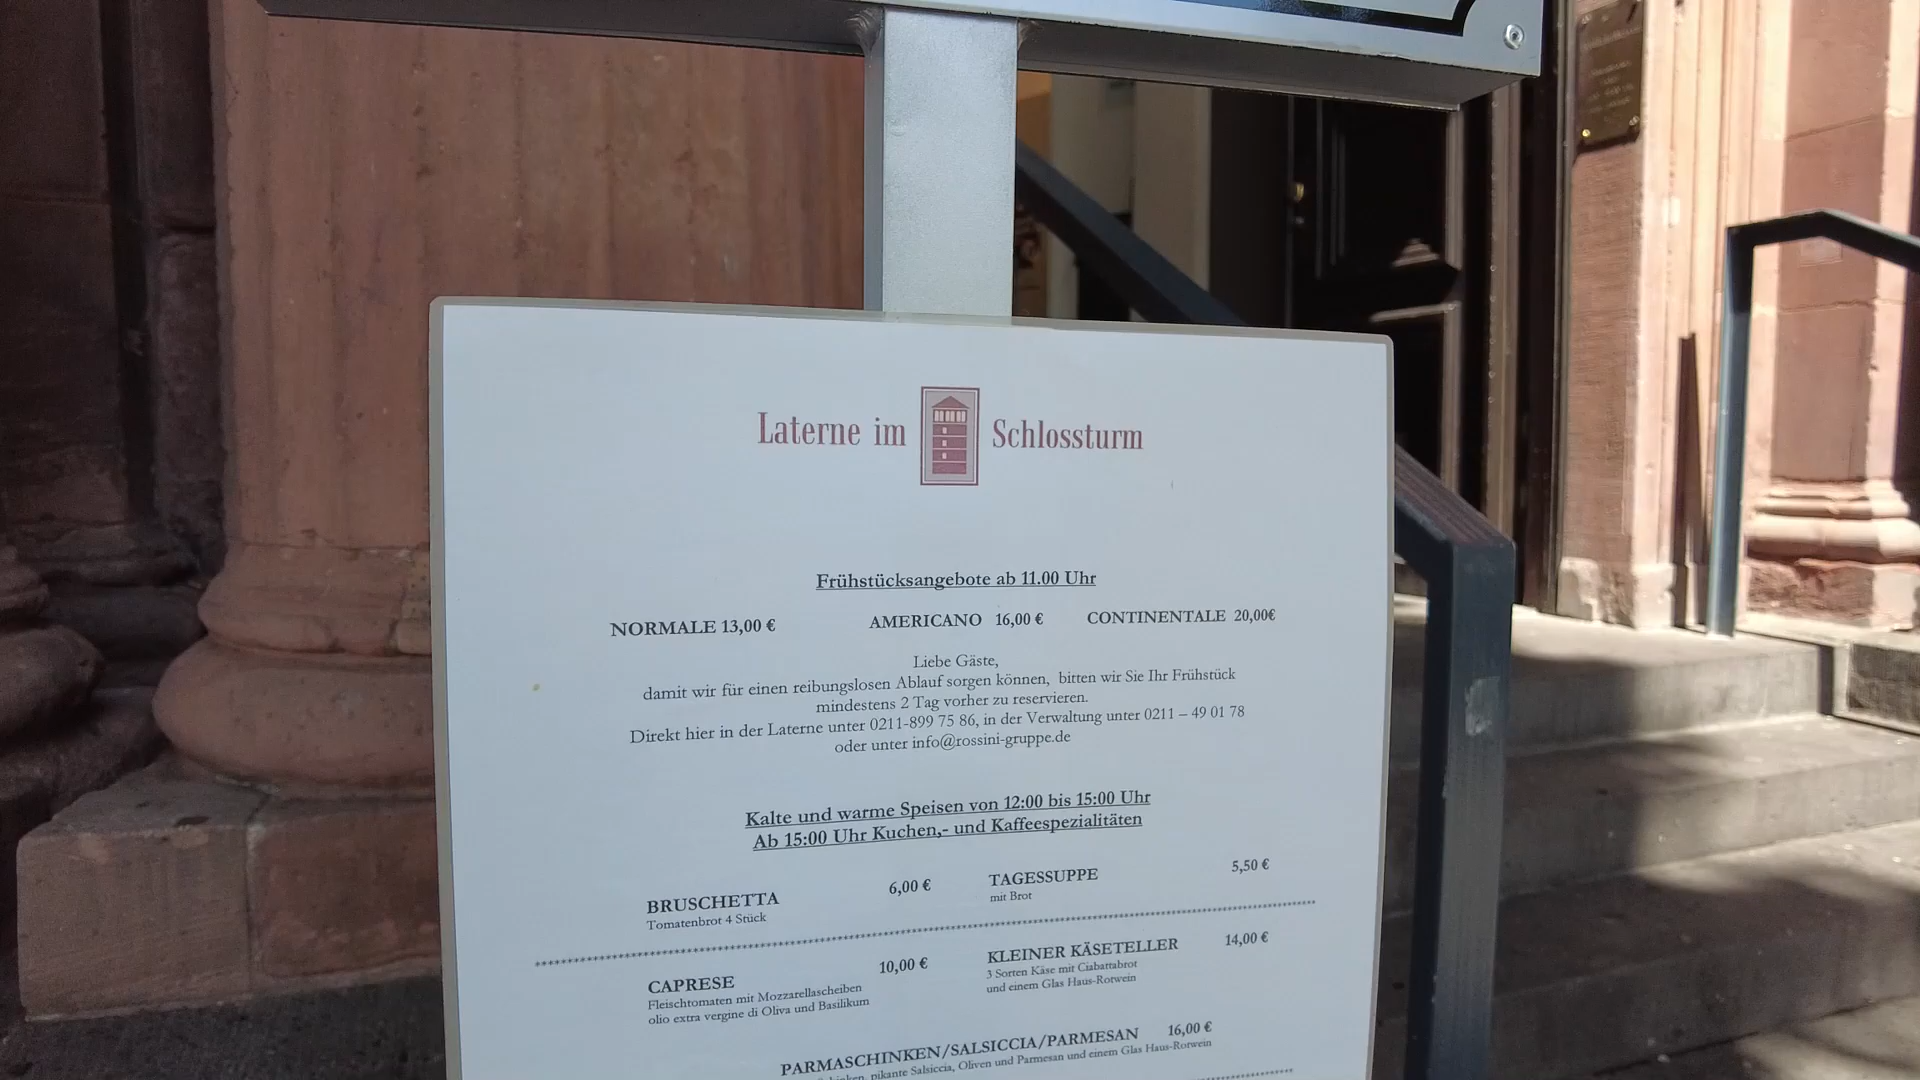 Laterne im Schlossturm
Frühstücksangebote ab 11.00 Uhr
NORMALE 13,00 € AMERICANO 16,00 € CONTINENTALE 20,00€
Liebe Gäste,
damit wir für einen reibungslosen Ablauf sorgen können, bitten wir Sie Ihr Frühstück
mindestens 2 Tag vorher zu reservieren.
Direkt hier in der Laterne unter 0211-899 75 86, in der Verwaltung unter 0211 – 49 01 78
oder unter info@rossini-gruppe.de
Kalte und warme Speisen von 12:00 bis 15:00 Uhr
Ab 15:00 Uhr Kuchen,- und Kaffeespezialitäten
BRUSCHETTA 6,00 €
Tomatenbrot 4 Stück
TAGESSUPPE 5,50 €
mit Brot
CAPRESE 10,00 €
Fleischtomaten mit Mozzarellascheiben
olio extra vergine di Oliva und Basilikum
KLEINER KÄSETELLER 14,00 €
3 Sorten Käse mit Ciabattabrot
und einem Glas Haus-Rotwein
PARMASCHINKEN/SALSICCIA/PARMESAN 16,00 €
pikante Salsiccia, Oliven und Parmesan und einem Glas Haus-Rotwein